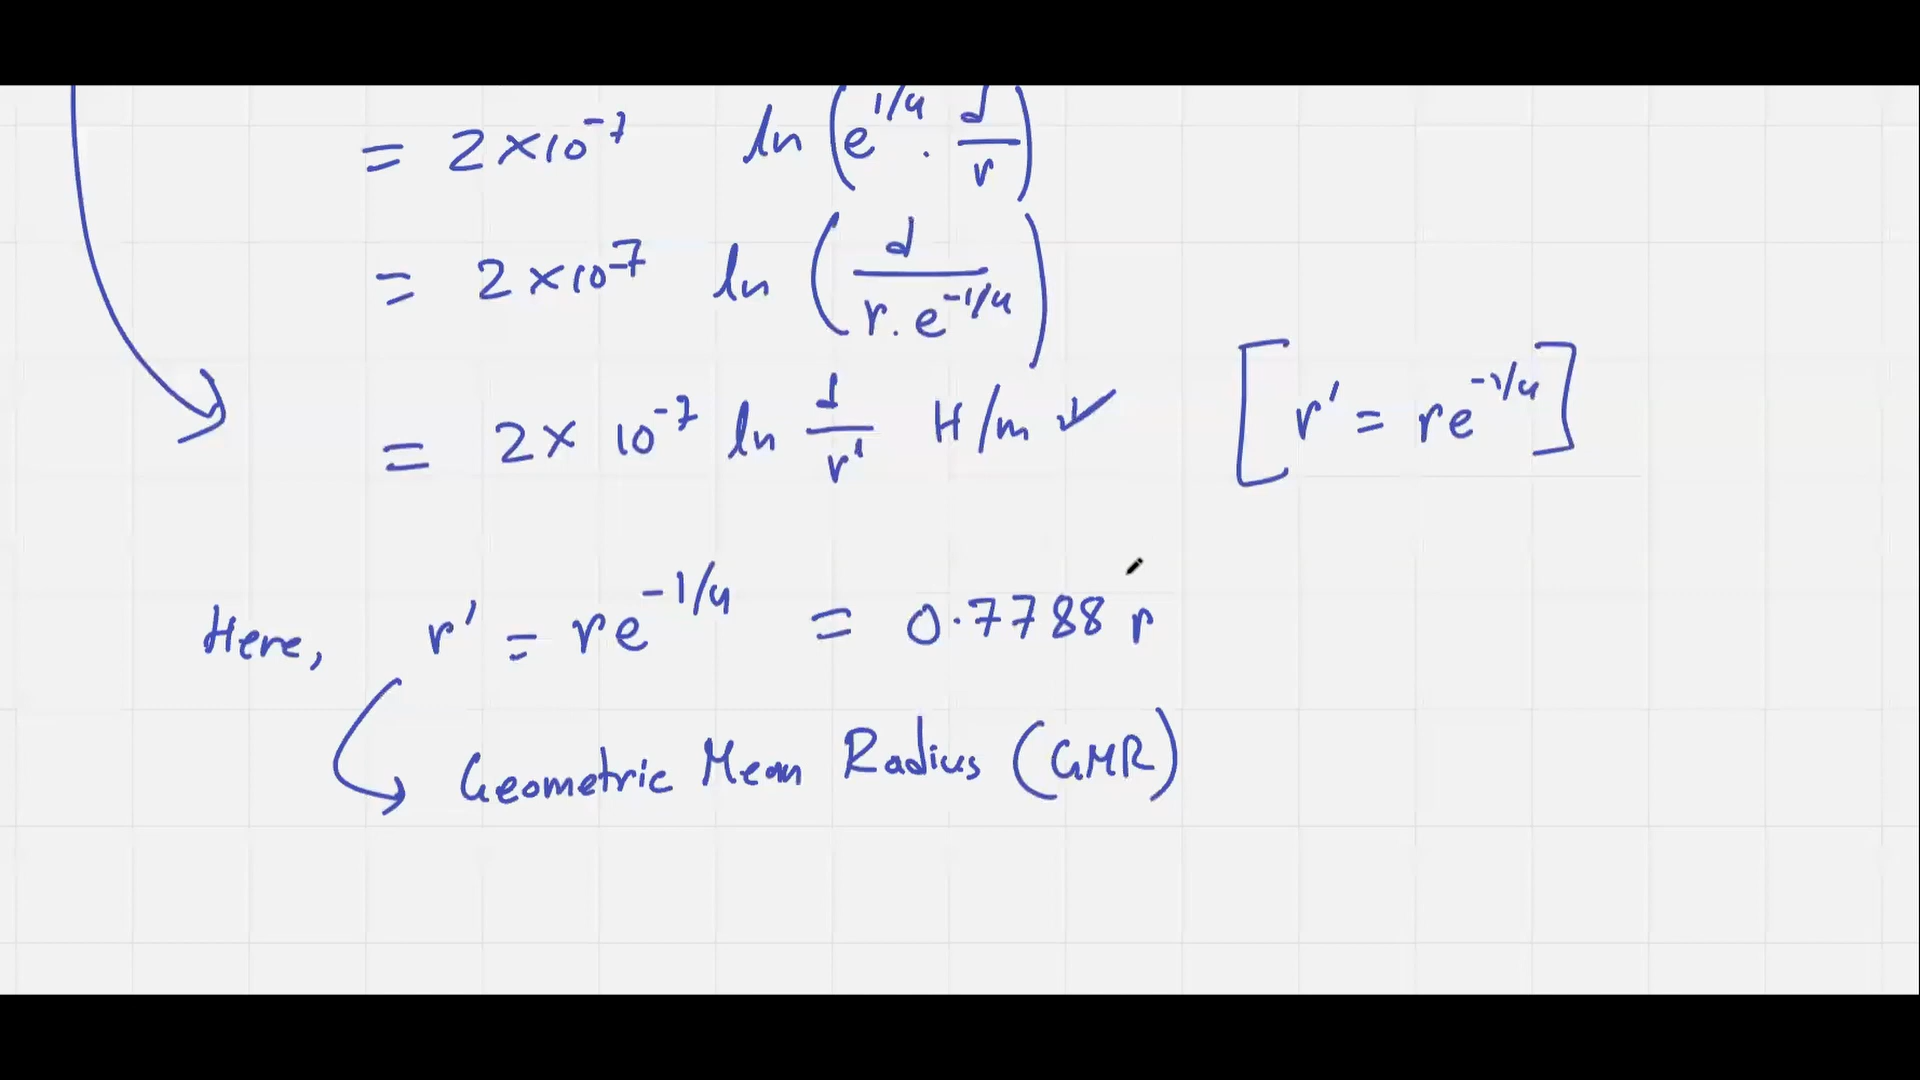 = 2×10⁻⁷ ln (e^{1/4} · d/r)
= 2×10⁻⁷ ln (d / r.e^{-1/4})
= 2× 10⁻⁷ ln d/r' H/m ✓ [r' = re^{-1/4}]
Here, r' = re^{-1/4} = 0.7788 r
Geometric Mean Radius (GMR)